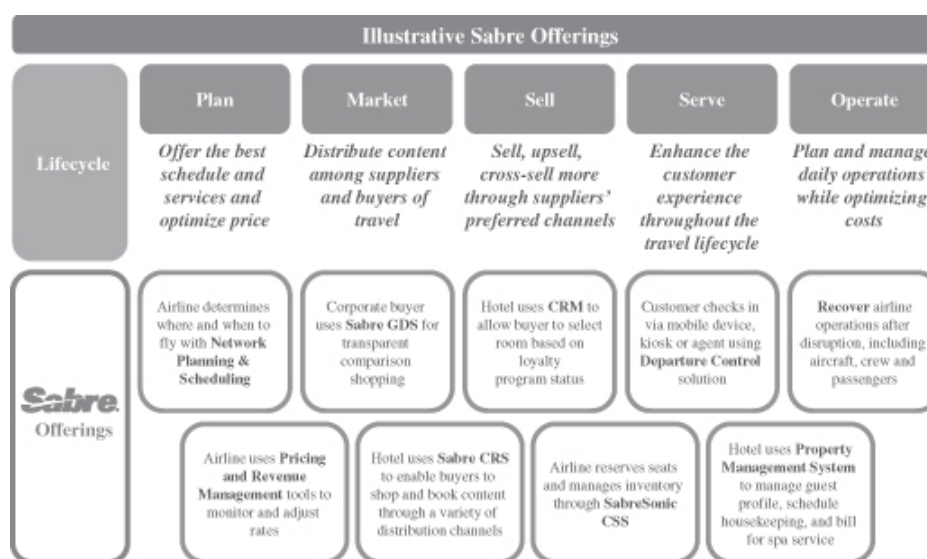 Illustrative Sabre Offerings
Lifecycle
Plan
Market
Sell
Serve
Operate
Offer the best
schedule and
services and
optimize price
Distribute content
among suppliers
and buyers of
travel
Sell, upsell,
cross-sell more
through suppliers'
preferred channels
Enhance the
customer
experience
throughout the
travel lifecycle
Plan and manage
daily operations
while optimizing
costs
Sabre.
Offerings
Airline determines
where and when to
fly with Network
Planning &
Scheduling
Corporate buyer
uses Sabre GDS for
transparent
comparison
shopping
Hotel uses CRM to
allow buyer to select
room based on
loyalty
program status
Customer checks in
via mobile device,
kiosk or agent using
Departure Control
solution
Recover airline
operations after
disruption, including
aircraft, crew and
passengers
Airline uses Pricing
and Revenue
Management tools to
monitor and adjust
rates
Hotel uses Sabre CRS
to enable buyers to
shop and book content
through a variety of
distribution channels
Airline reserves seats
and manages inventory
through SabreSonic
CSS
Hotel uses Property
Management System
to manage guest
profile, schedule
housekeeping, and bill
for spa service